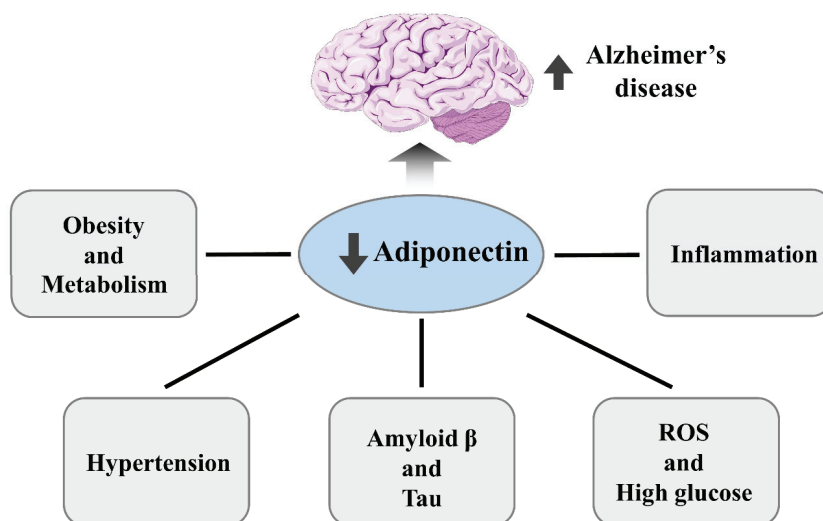 Alzheimer's
disease
Adiponectin
Obesity
and
Metabolism
Inflammation
Hypertension
Amyloid β
and
Tau
ROS
and
High glucose